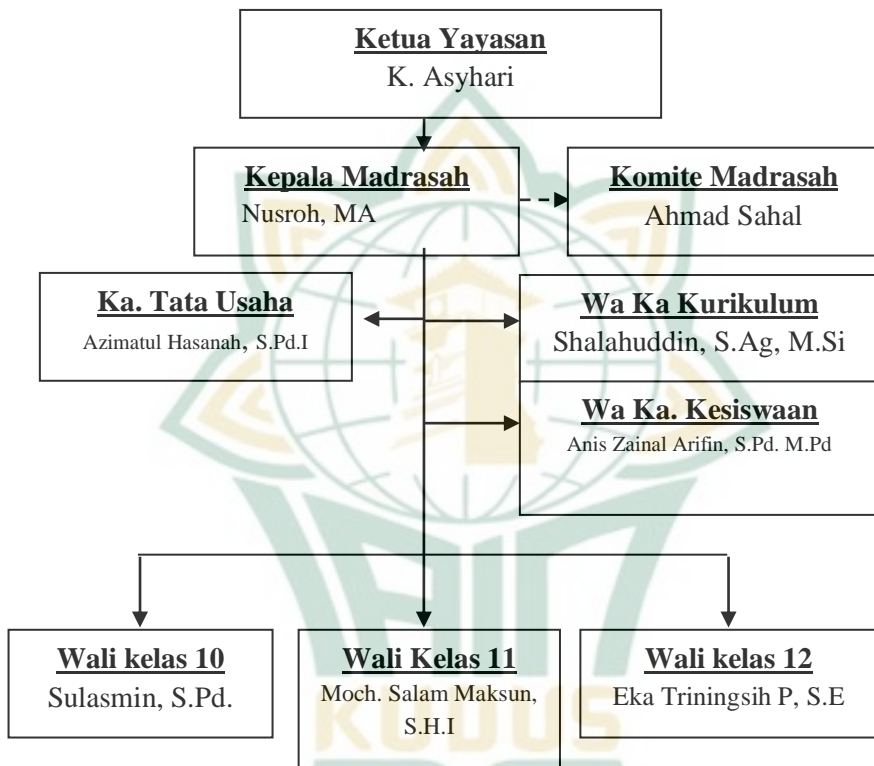 Ketua Yayasan
K. Asyhari
Kepala Madrasah
Nusroh, MA
Komite Madrasah
Ahmad Sahal
Ka. Tata Usaha
Azimatul Hasanah, S.Pd.I
Wa Ka Kurikulum
Shalahuddin, S.Ag, M.Si
Wa Ka. Kesiswaan
Anis Zainal Arifin, S.Pd. M.Pd
Wali kelas 10
Sulasmin, S.Pd.
Wali Kelas 11
Moch. Salam Maksun,
S.H.I
Wali kelas 12
Eka Triningsih P, S.E
IAIN
KUDUS